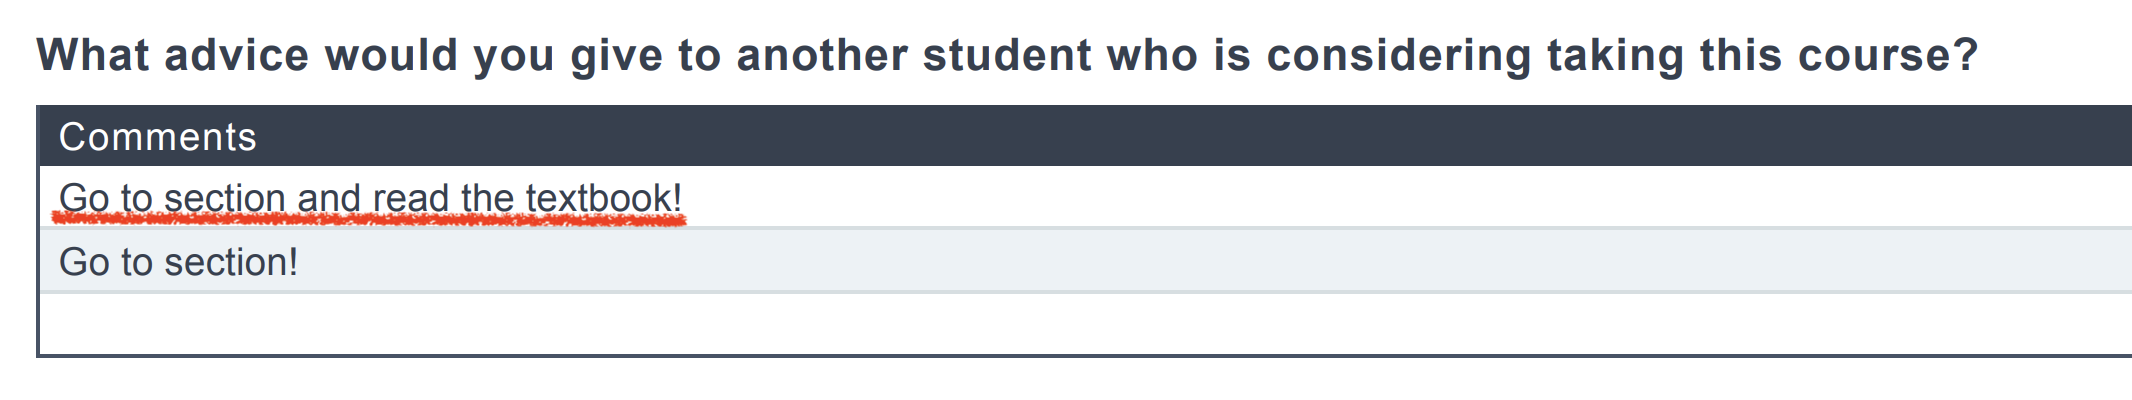 What advice would you give to another student who is considering taking this course?
Comments
Go to section and read the textbook!
Go to section!